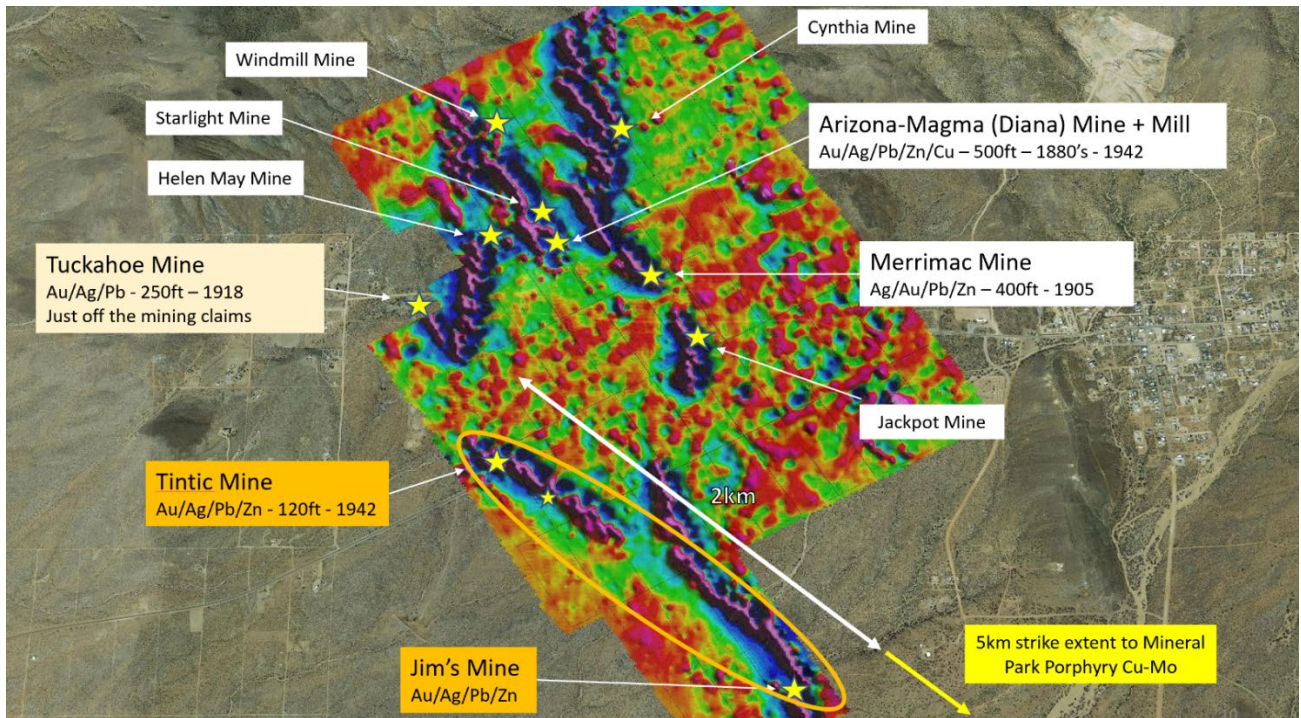 Cynthia Mine
Windmill Mine
Starlight Mine
Arizona-Magma (Diana) Mine + Mill
Au/Ag/Pb/Zn/Cu – 500ft – 1880's - 1942
Helen May Mine
Tuckahoe Mine
Au/Ag/Pb - 250ft – 1918
Just off the mining claims
Merrimac Mine
Ag/Au/Pb/Zn – 400ft - 1905
Jackpot Mine
Tintic Mine
Au/Ag/Pb/Zn - 120ft - 1942
2km
Jim's Mine
Au/Ag/Pb/Zn
5km strike extent to Mineral
Park Porphyry Cu-Mo